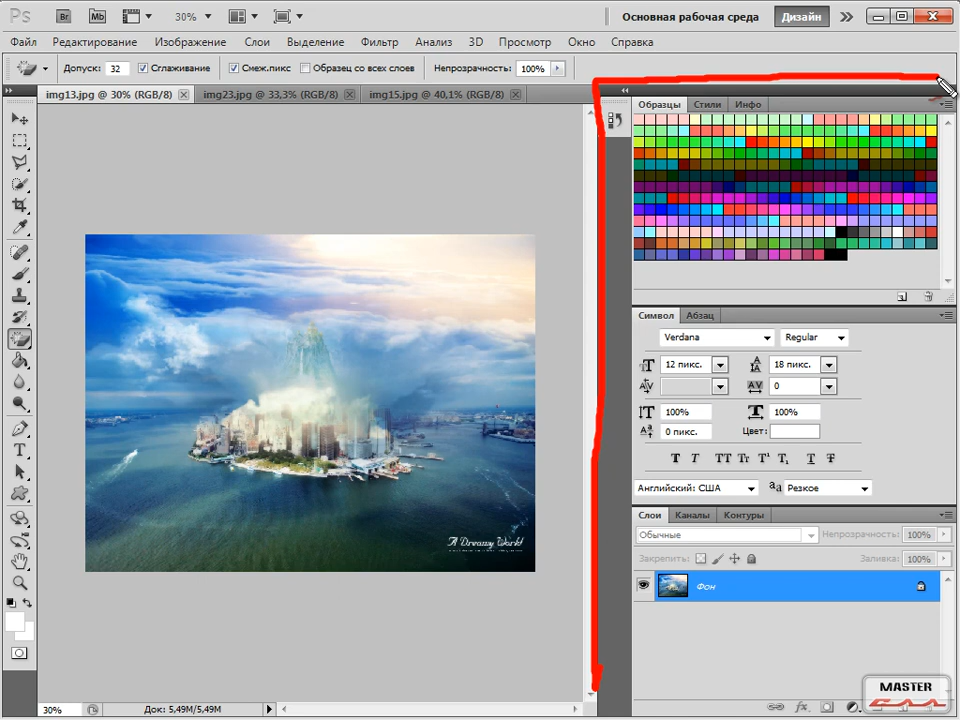 Ps Br Mb 30% Основная рабочая среда Дизайн
Файл Редактирование Изображение Слои Выделение Фильтр Анализ 3D Просмотр Окно Справка
Допуск: 32 Сглаживание Смеж.пикс Образец со всех слоев Непрозрачность: 100%
img13.jpg @ 30% (RGB/8) img23.jpg @ 33,3% (RGB/8) img15.jpg @ 40,1% (RGB/8)
Образцы Стили Инфо
Символ Абзац
Verdana Regular
12 пикс. 18 пикс.
0
100% 100%
0 пикс. Цвет:
Английский: США Резкое
Слои Каналы Контуры
Обычные Непрозрачность: 100%
Закрепить: Заливка: 100%
Фон
A Dreamy World
MASTER
30% Док: 5,49M/5,49M